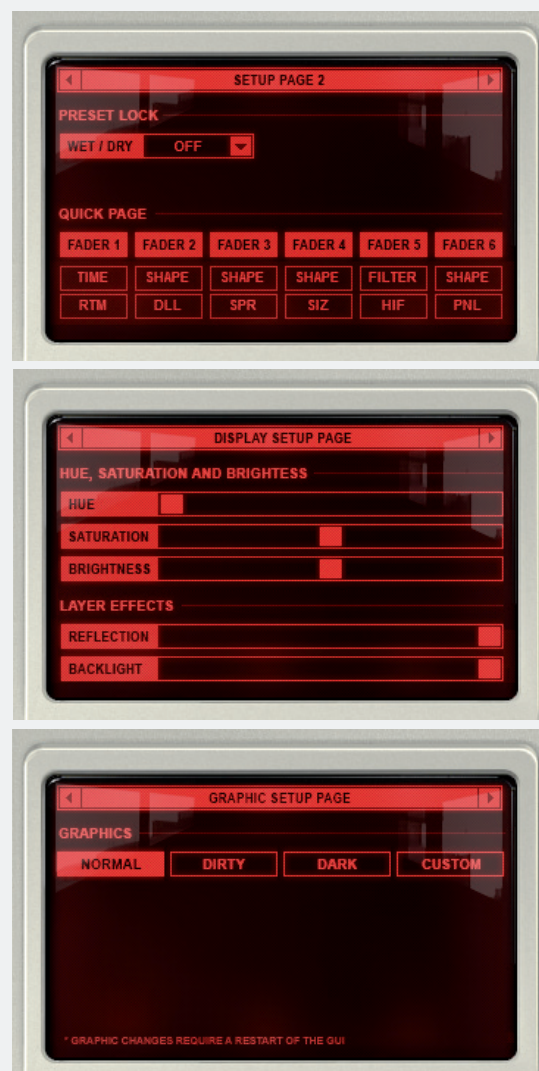 SETUP PAGE 2
PRESET LOCK
WET / DRY OFF
QUICK PAGE
FADER 1 FADER 2 FADER 3 FADER 4 FADER 5 FADER 6
TIME SHAPE SHAPE SHAPE FILTER SHAPE
RTM DLL SPR SIZ HIF PNL
DISPLAY SETUP PAGE
HUE, SATURATION AND BRIGHTESS
HUE
SATURATION
BRIGHTNESS
LAYER EFFECTS
REFLECTION
BACKLIGHT
GRAPHIC SETUP PAGE
GRAPHICS
NORMAL DIRTY DARK CUSTOM
* GRAPHIC CHANGES REQUIRE A RESTART OF THE GUI